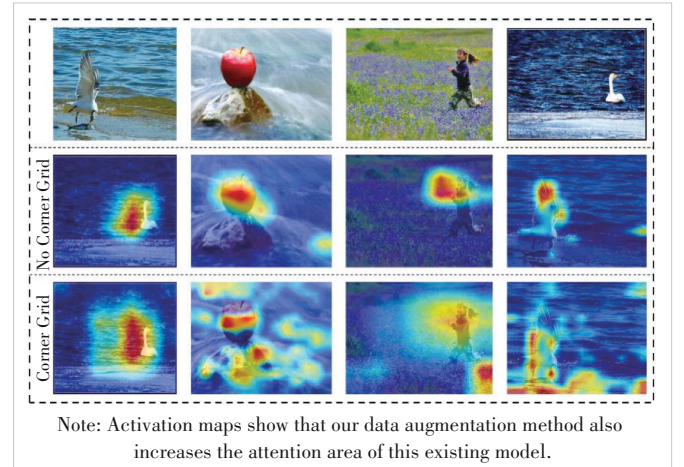 No Corner Grid
Corner Grid
Note: Activation maps show that our data augmentation method also
increases the attention area of this existing model.